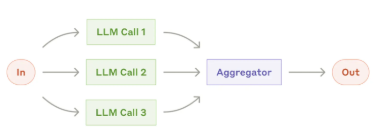 In
LLM Call 1
LLM Call 2
LLM Call 3
Aggregator
Out